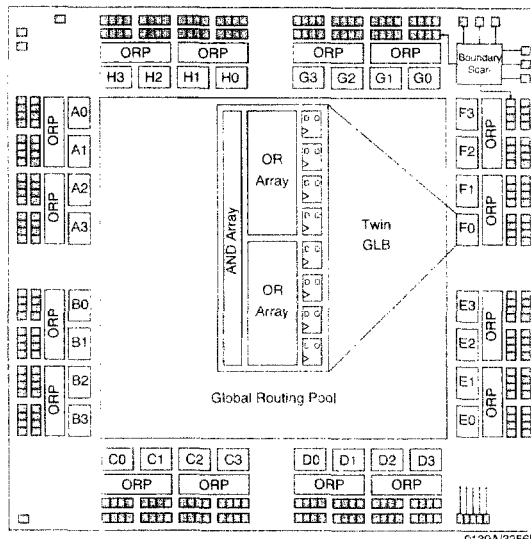 ORP ORP ORP ORP
H3 H2 H1 H0 G3 G2 G1 G0
Boundary
Scan
ORP A0
A1
ORP A2
A3
F3 ORP
F2
F1 ORP
F0
AND Array
OR
Array
OR
Array
Twin
GLB
ORP B0
B1
ORP B2
B3
E3 ORP
E2
E1 ORP
E0
Global Routing Pool
C0 C1 C2 C3 D0 D1 D2 D3
ORP ORP ORP ORP